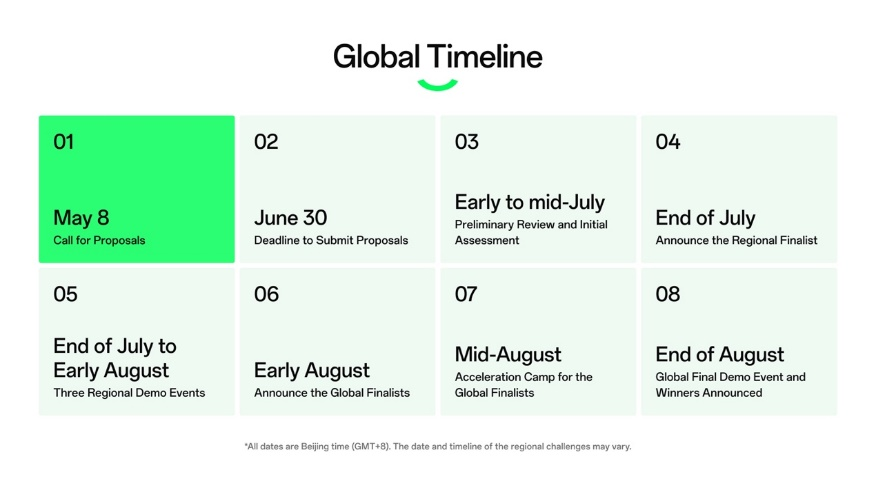 Global Timeline
01
May 8
Call for Proposals
02
June 30
Deadline to Submit Proposals
03
Early to mid-July
Preliminary Review and Initial
Assessment
04
End of July
Announce the Regional Finalist
05
End of July to
Early August
Three Regional Demo Events
06
Early August
Announce the Global Finalists
07
Mid-August
Acceleration Camp for the
Global Finalists
08
End of August
Global Final Demo Event and
Winners Announced
*All dates are Beijing time (GMT+8). The date and timeline of the regional challenges may vary.